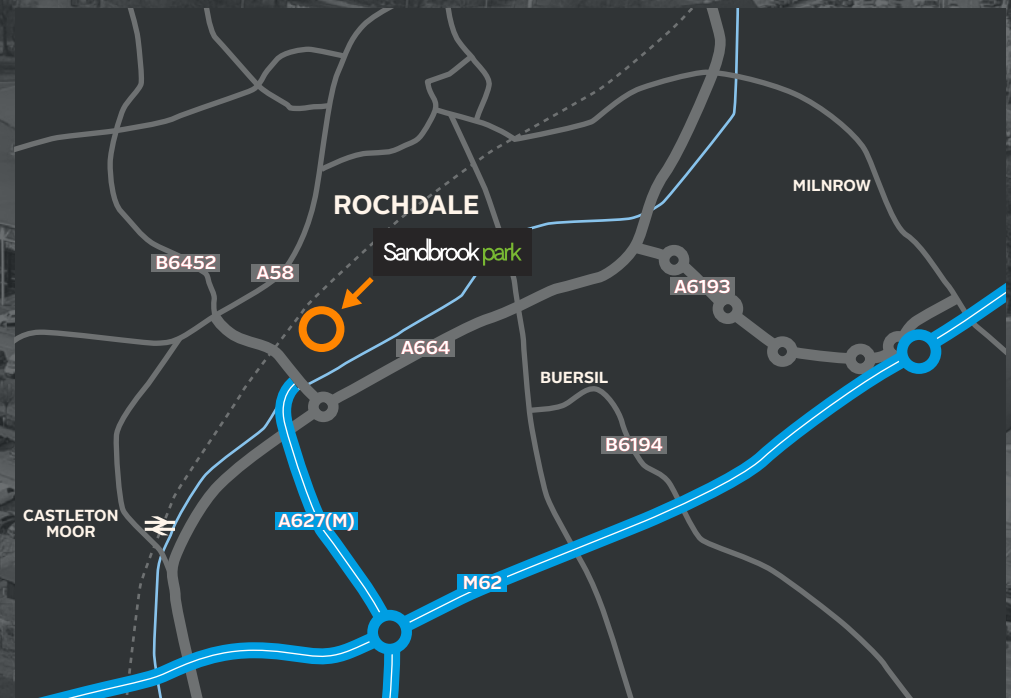 MILNROW
ROCHDALE
Sandbrook park
B6452
A58
A6193
A664
BUERSIL
B6194
CASTLETON
MOOR
A627(M)
M62